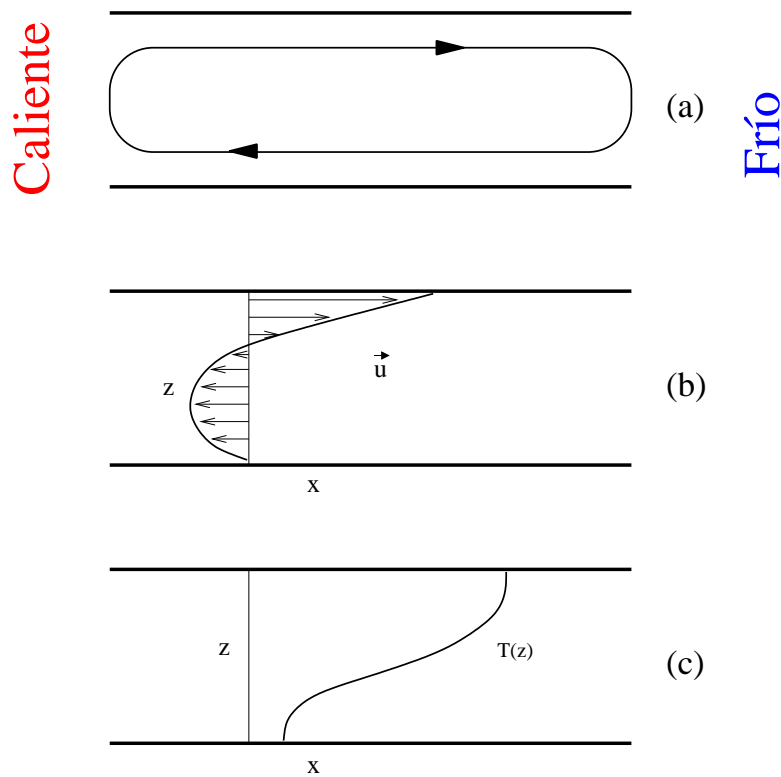 Caliente
(a)
Frío
z
u
(b)
x
z
T(z)
(c)
x